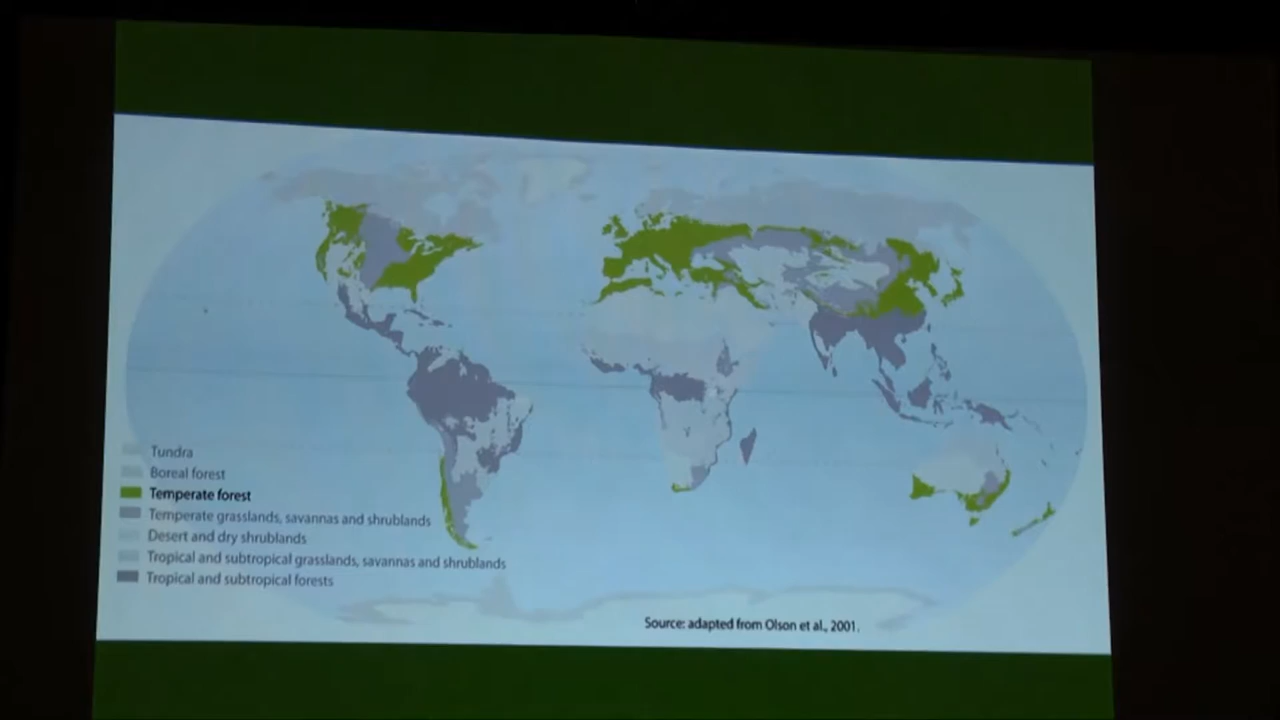 Tundra
Boreal forest
Temperate forest
Temperate grasslands, savannas and shrublands
Desert and dry shrublands
Tropical and subtropical grasslands, savannas and shrublands
Tropical and subtropical forests
Source: adapted from Olson et al., 2001.